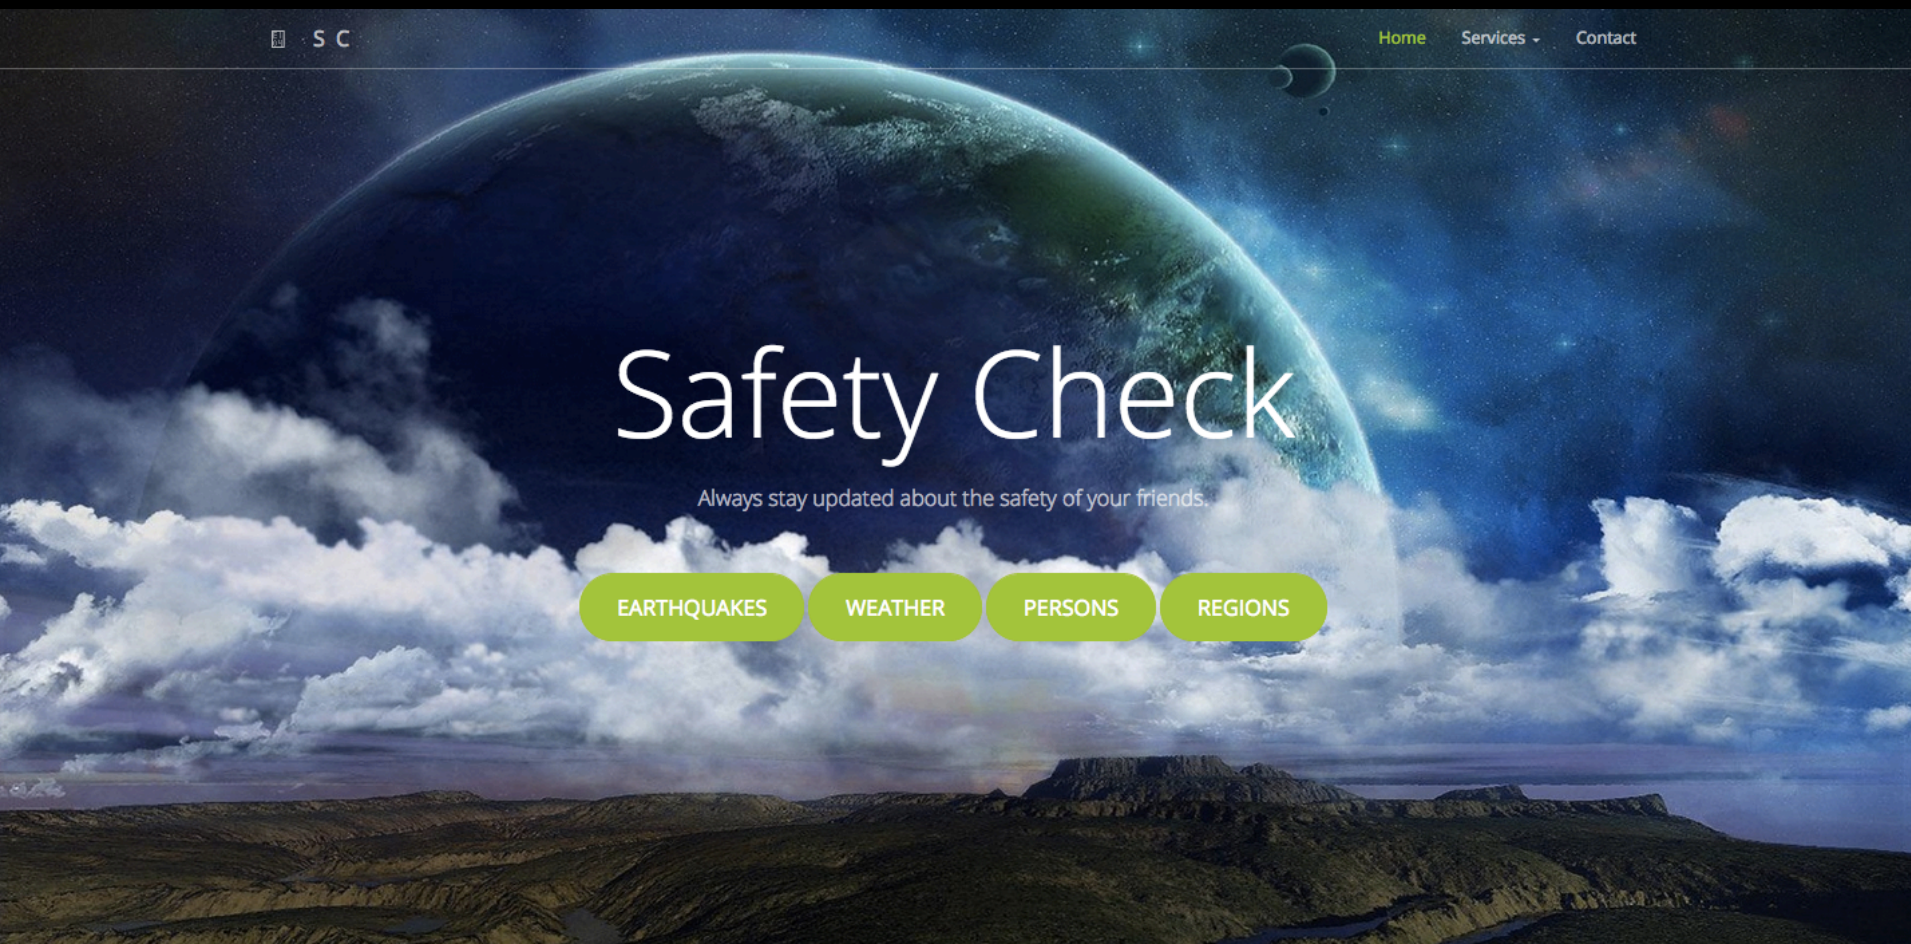 S C
Home Services Contact
Safety Check
Always stay updated about the safety of your friends.
EARTHQUAKES WEATHER PERSONS REGIONS